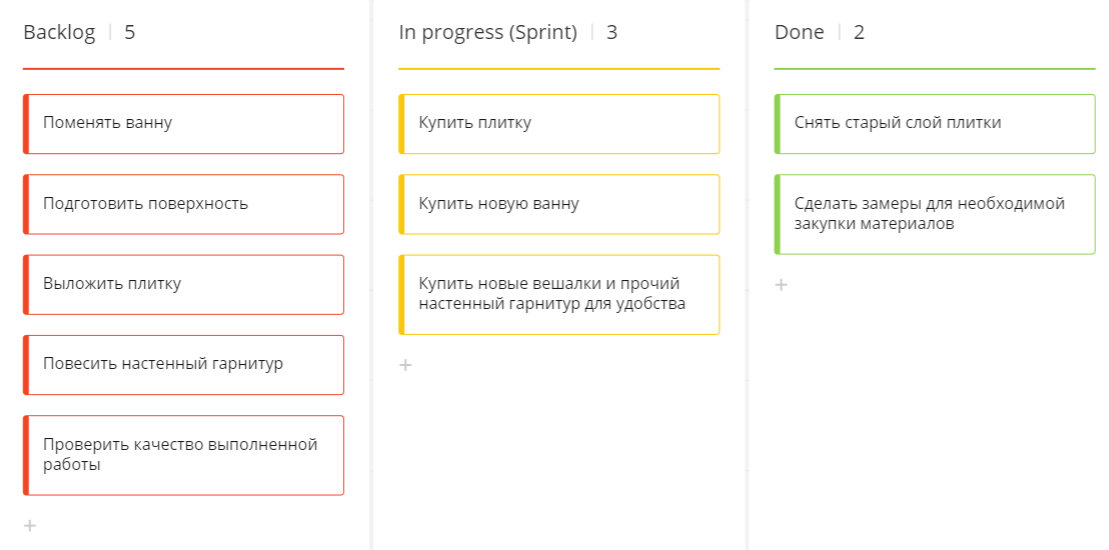 Backlog | 5
Поменять ванну
Подготовить поверхность
Выложить плитку
Повесить настенный гарнитур
Проверить качество выполненной
работы
+
In progress (Sprint) | 3
Купить плитку
Купить новую ванну
Купить новые вешалки и прочий
настенный гарнитур для удобства
+
Done | 2
Снять старый слой плитки
Сделать замеры для необходимой
закупки материалов
+